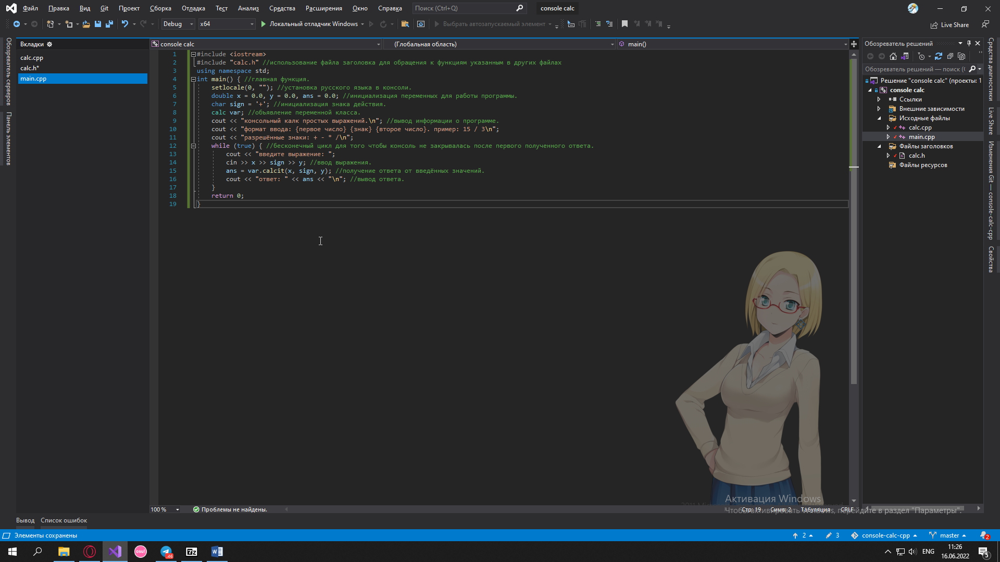 Файл Правка Вид Git Проект Сборка Отладка Тест Анализ Средства Расширения Окно Справка Поиск (Ctrl+Q) console calc
Debug x64 Локальный отладчик Windows Выбрать автозапускаемый элемент Live Share
Обозреватель серверов
Панель элементов
Вкладки
calc.cpp
calc.h*
main.cpp
console calc (Глобальная область) main()
1 #include <iostream>
2 #include "calc.h" //использование файла заголовка для обращения к функциям указанным в других файлах
3 using namespace std;
4 int main() { //главная функция.
5 setlocale(0, ""); //установка русского языка в консоли.
6 double x = 0.0, y = 0.0, ans = 0.0; //инициализация переменных для работы программы.
7 char sign = '+'; //инициализация знака действия.
8 calc var; //объявление переменной класса.
9 cout << "консольный калк простых выражений.\n"; //вывод информации о программе.
10 cout << "формат ввода: {первое число} {знак} {второе число}. пример: 15 / 3\n";
11 cout << "разрешённые знаки: + - * /\n";
12 while (true) { //бесконечный цикл для того чтобы консоль не закрывалась после первого полученного ответа.
13 cout << "введите выражение: ";
14 cin >> x >> sign >> y; //ввод выражения.
15 ans = var.calcit(x, sign, y); //получение ответа от введённых значений.
16 cout << "ответ: " << ans << "\n"; //вывод ответа.
17 }
18 return 0;
19 }
Обозреватель решений
Обозреватель решений — поиск (
Решение "console calc" (проекты: 1
console calc
Ссылки
Внешние зависимости
Исходные файлы
calc.cpp
main.cpp
Файлы заголовков
calc.h
Файлы ресурсов
Средства диагностики
Live Share
Изменения Git — console-calc-cpp
Свойства
Активация Windows
Чтобы активировать Windows, перейдите в раздел "Параметры".
100 % Проблемы не найдены. Стр: 19 Симв: 2 Табуляция CRLF
Вывод Список ошибок
Элементы сохранены 2 3 console-calc-cpp master 2
osu! .46 7z W ENG 11:26
16.06.2022 5